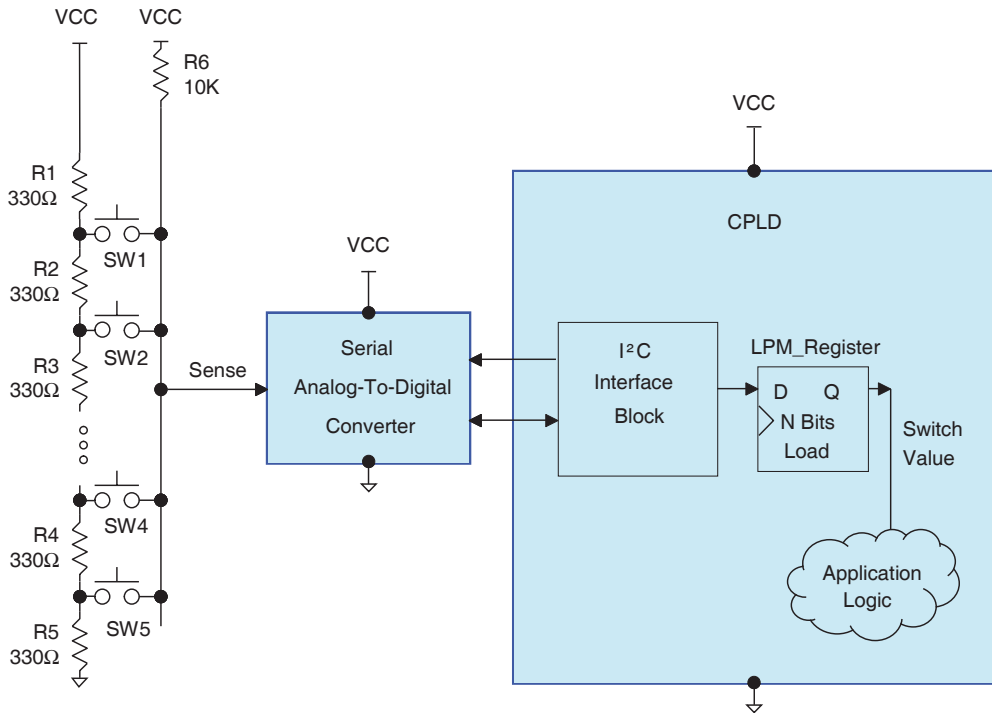 VCC
VCC
R6
10K
R1
330Ω
SW1
R2
330Ω
SW2
R3
330Ω
SW4
R4
330Ω
SW5
R5
330Ω
Sense
VCC
Serial
Analog-To-Digital
Converter
VCC
CPLD
I²C
Interface
Block
LPM_Register
D Q
N Bits
Load
Switch
Value
Application
Logic